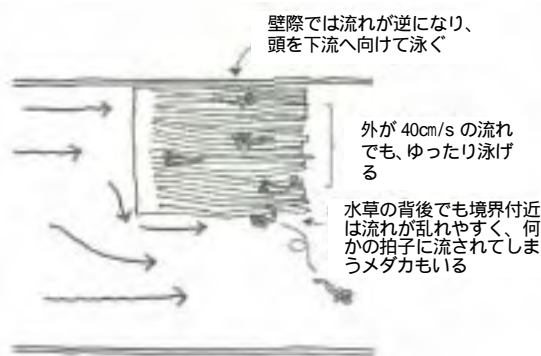 壁際では流れが逆になり、
頭を下流へ向けて泳ぐ
外が 40㎝/s の流れ
でも、ゆったり泳げ
る
水草の背後でも境界付近
は流れが乱れやすく、何
かの拍子に流されてしま
うメダカもいる